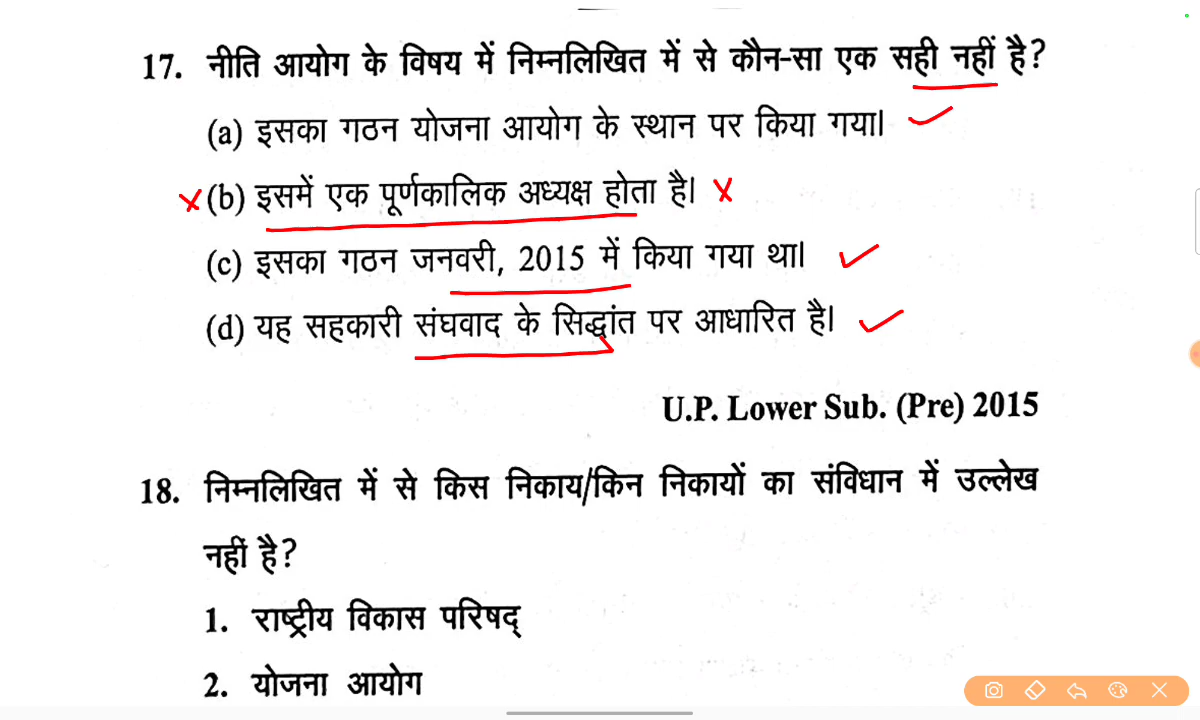 17. नीति आयोग के विषय में निम्नलिखित में से कौन-सा एक सही नहीं है?
(a) इसका गठन योजना आयोग के स्थान पर किया गया।
(b) इसमें एक पूर्णकालिक अध्यक्ष होता है।
(c) इसका गठन जनवरी, 2015 में किया गया था।
(d) यह सहकारी संघवाद के सिद्धांत पर आधारित है।
U.P. Lower Sub. (Pre) 2015
18. निम्नलिखित में से किस निकाय/किन निकायों का संविधान में उल्लेख
नहीं है?
1. राष्ट्रीय विकास परिषद्
2. योजना आयोग